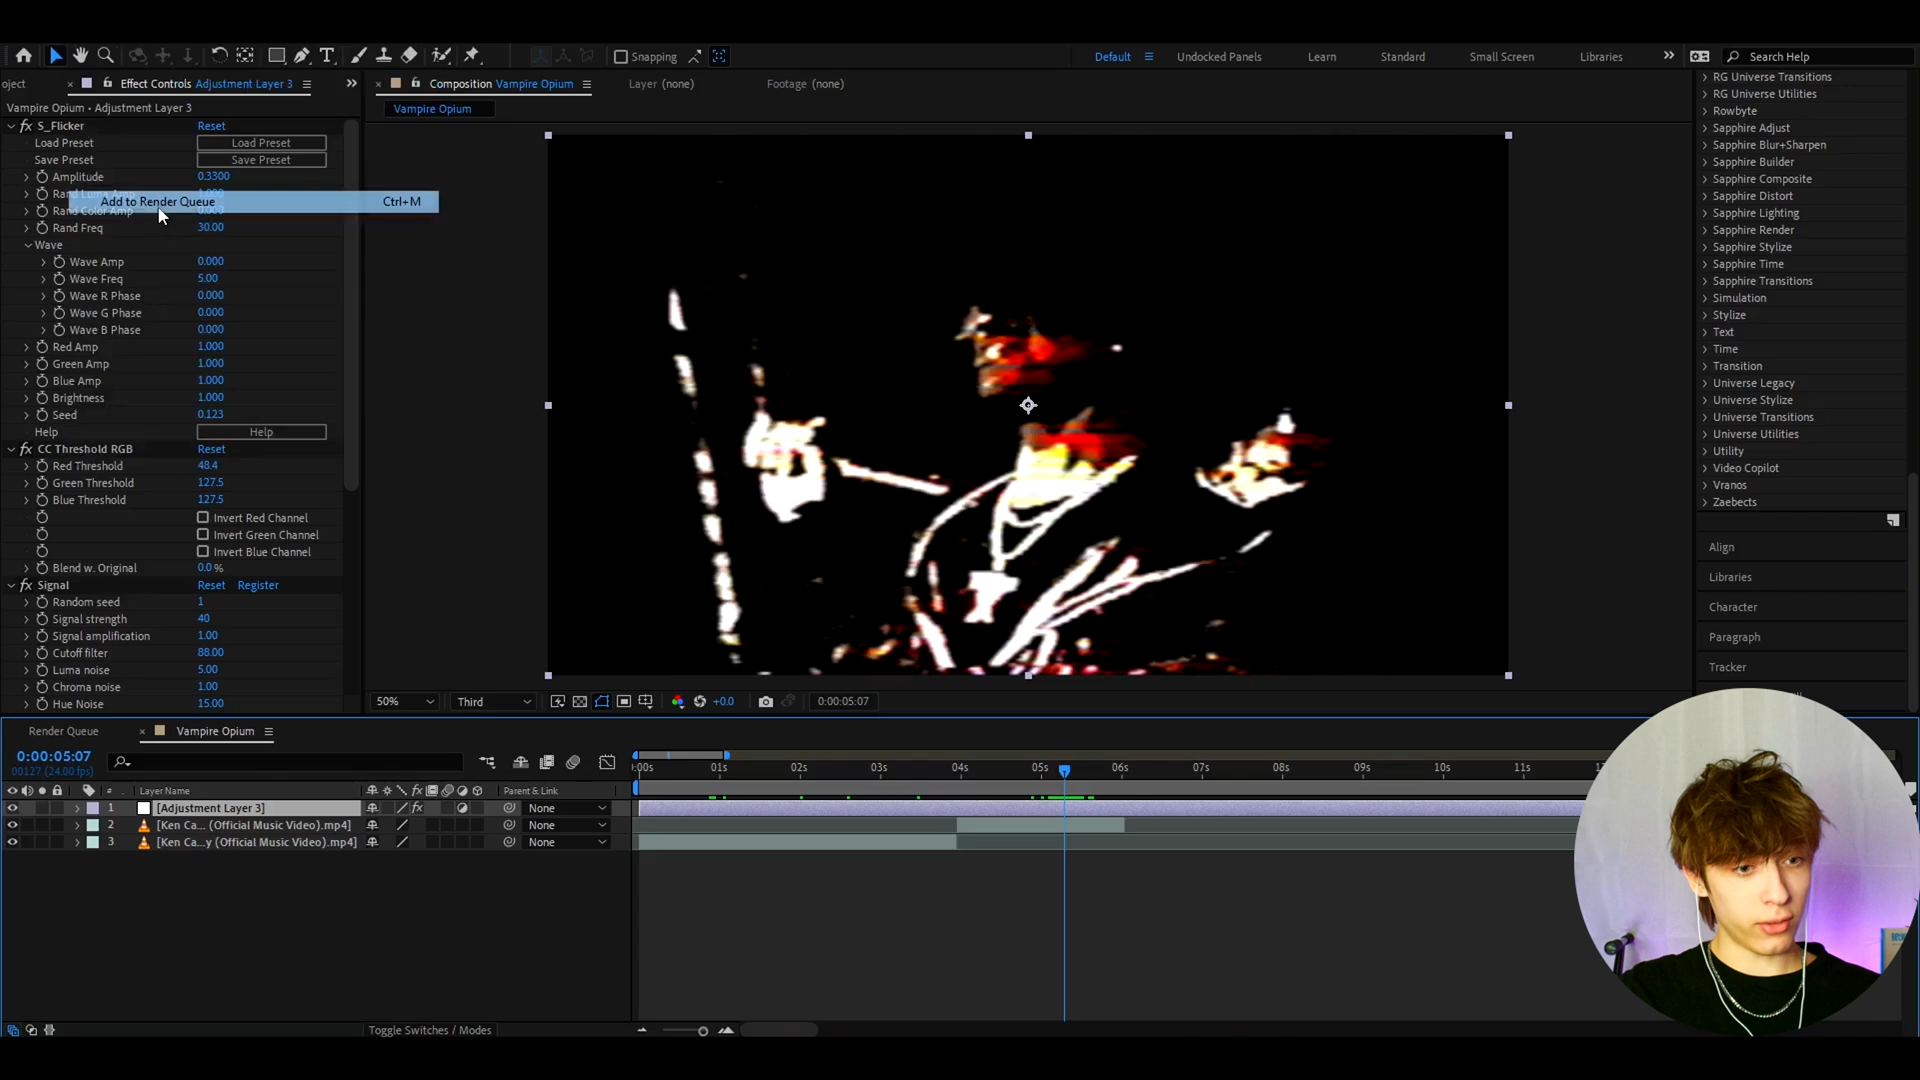 Snapping
Default
Undocked Panels
Learn
Standard
Small Screen
Libraries
Search Help
oject
Effect Controls Adjustment Layer 3
Composition Vampire Opium
Layer (none)
Footage (none)
Vampire Opium • Adjustment Layer 3
Vampire Opium
fx S_Flicker Reset
Load Preset Load Preset
Save Preset Save Preset
Amplitude 0.3300
Rand Luma Amp 1.000
Add to Render Queue Ctrl+M
Rand Color Amp 0.000
Rand Freq 30.00
Wave
Wave Amp 0.000
Wave Freq 5.00
Wave R Phase 0.000
Wave G Phase 0.000
Wave B Phase 0.000
Red Amp 1.000
Green Amp 1.000
Blue Amp 1.000
Brightness 1.000
Seed 0.123
Help Help
fx CC Threshold RGB Reset
Red Threshold 48.4
Green Threshold 127.5
Blue Threshold 127.5
Invert Red Channel
Invert Green Channel
Invert Blue Channel
Blend w. Original 0.0 %
fx Signal Reset Register
Random seed 1
Signal strength 40
Signal amplification 1.00
Cutoff filter 88.00
Luma noise 5.00
Chroma noise 1.00
Hue Noise 15.00
50%
Third
+0.0
0:00:05:07
RG Universe Transitions
RG Universe Utilities
Rowbyte
Sapphire Adjust
Sapphire Blur+Sharpen
Sapphire Builder
Sapphire Composite
Sapphire Distort
Sapphire Lighting
Sapphire Render
Sapphire Stylize
Sapphire Time
Sapphire Transitions
Simulation
Stylize
Text
Time
Transition
Universe Legacy
Universe Stylize
Universe Transitions
Universe Utilities
Utility
Video Copilot
Vranos
Zaebects
Align
Libraries
Character
Paragraph
Tracker
Render Queue
Vampire Opium
0:00:05:07
00127 (24.00 fps)
:00s 01s 02s 03s 04s 05s 06s 07s 08s 09s 10s 11s
# Layer Name Parent & Link
1 [Adjustment Layer 3] fx None
2 [Ken Ca... (Official Music Video).mp4] None
3 [Ken Ca...y (Official Music Video).mp4] None
Toggle Switches / Modes